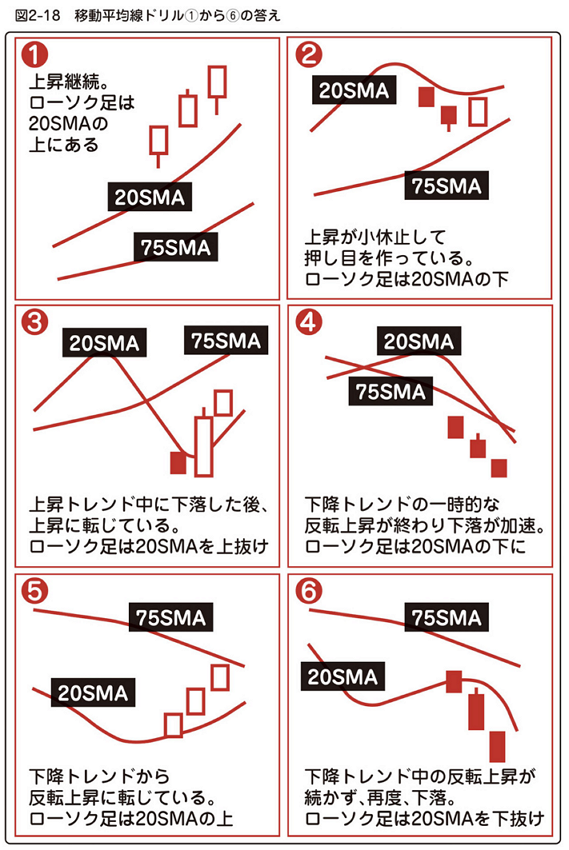 図2-18 移動平均線ドリル①から⑥の答え
①
上昇継続。
ローソク足は
20SMAの
上にある
20SMA
75SMA
②
20SMA
75SMA
上昇が小休止して
押し目を作っている。
ローソク足は20SMAの下
③
20SMA
75SMA
上昇トレンド中に下落した後、
上昇に転じている。
ローソク足は20SMAを上抜け
④
20SMA
75SMA
下降トレンドの一時的な
反転上昇が終わり下落が加速。
ローソク足は20SMAの下に
⑤
75SMA
20SMA
下降トレンドから
反転上昇に転じている。
ローソク足は20SMAの上
⑥
75SMA
20SMA
下降トレンド中の反転上昇が
続かず、再度、下落。
ローソク足は20SMAを下抜け